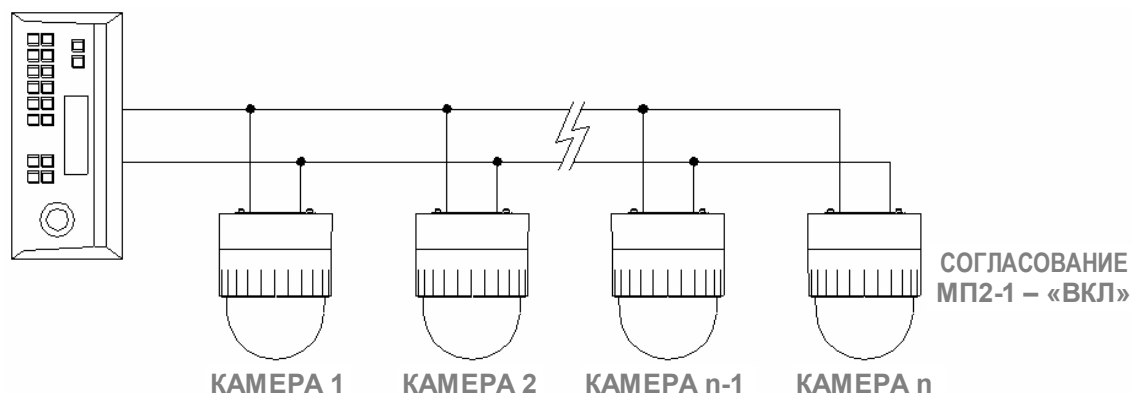 СОГЛАСОВАНИЕ
МП2-1 – «ВКЛ»
КАМЕРА 1
КАМЕРА 2
КАМЕРА n-1
КАМЕРА n